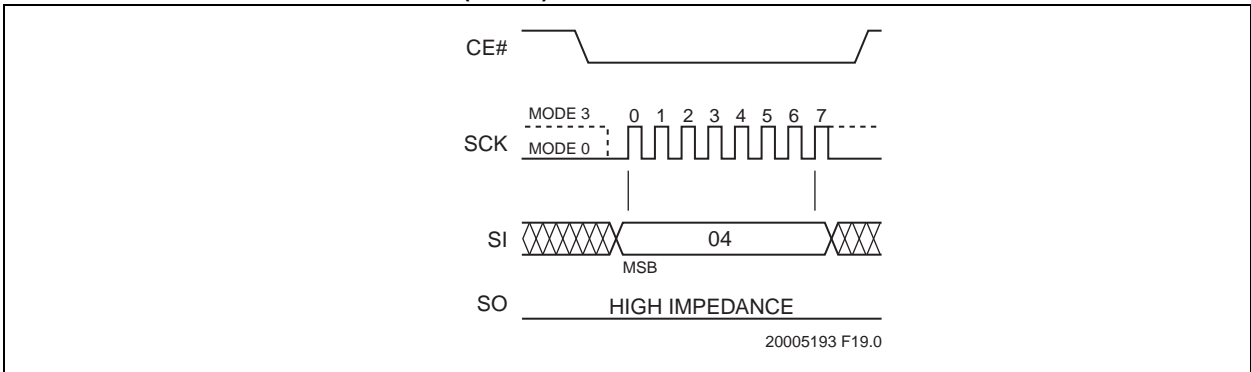 CE#
MODE 3
0 1 2 3 4 5 6 7
SCK
MODE 0
SI
04
MSB
SO
HIGH IMPEDANCE
20005193 F19.0